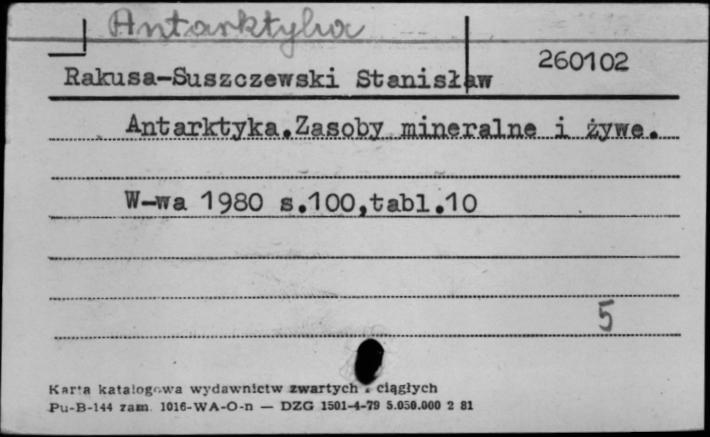 Antarktyka
260102
Rakusa-Suszczewski Stanisław
Antarktyka.Zasoby mineralne i żywe.
W-wa 1980 s.100,tabl.10
5
Karta katalogowa wydawnictw zwartych i ciągłych
Pu-B-144 zam. 1016-WA-O-n — DZG 1501-4-79 5.050.000 2 81